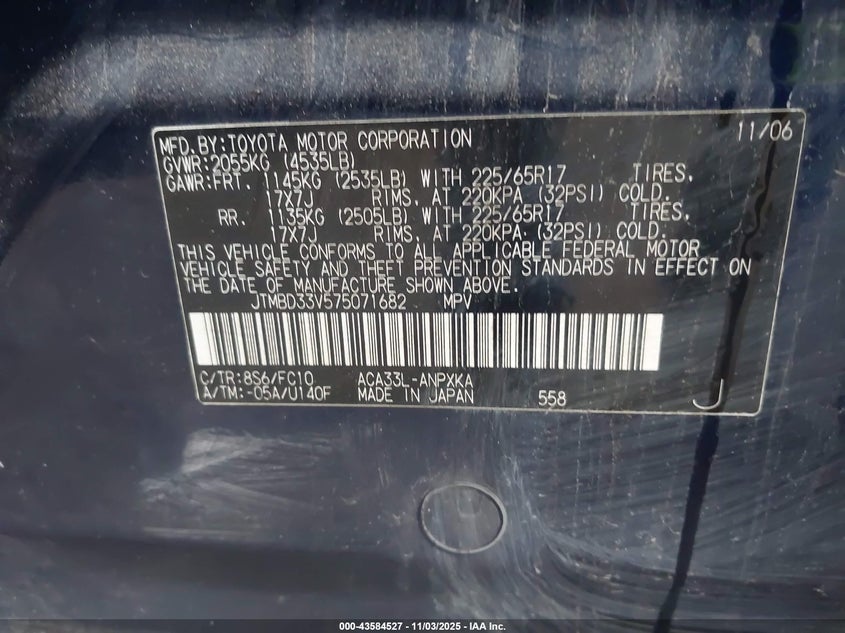 MFD.BY:TOYOTA MOTOR CORPORATION 11/06
GVWR:2055KG (4535LB)
GAWR:FRT. 1145KG (2535LB) WITH 225/65R17 TIRES,
17X7J RIMS, AT 220KPA (32PSI) COLD.
RR. 1135KG (2505LB) WITH 225/65R17 TIRES,
17X7J RIMS, AT 220KPA (32PSI) COLD.
THIS VEHICLE CONFORMS TO ALL APPLICABLE FEDERAL MOTOR
VEHICLE SAFETY AND THEFT PREVENTION STANDARDS IN EFFECT ON
THE DATE OF MANUFACTURE SHOWN ABOVE.
JTMBD33V575071682 MPV
C/TR:8S6/FC10 ACA33L-ANPXKA
A/TM:-05A/U140F MADE IN JAPAN 558 J
000-43584527 - 11/03/2025 - IAA Inc.